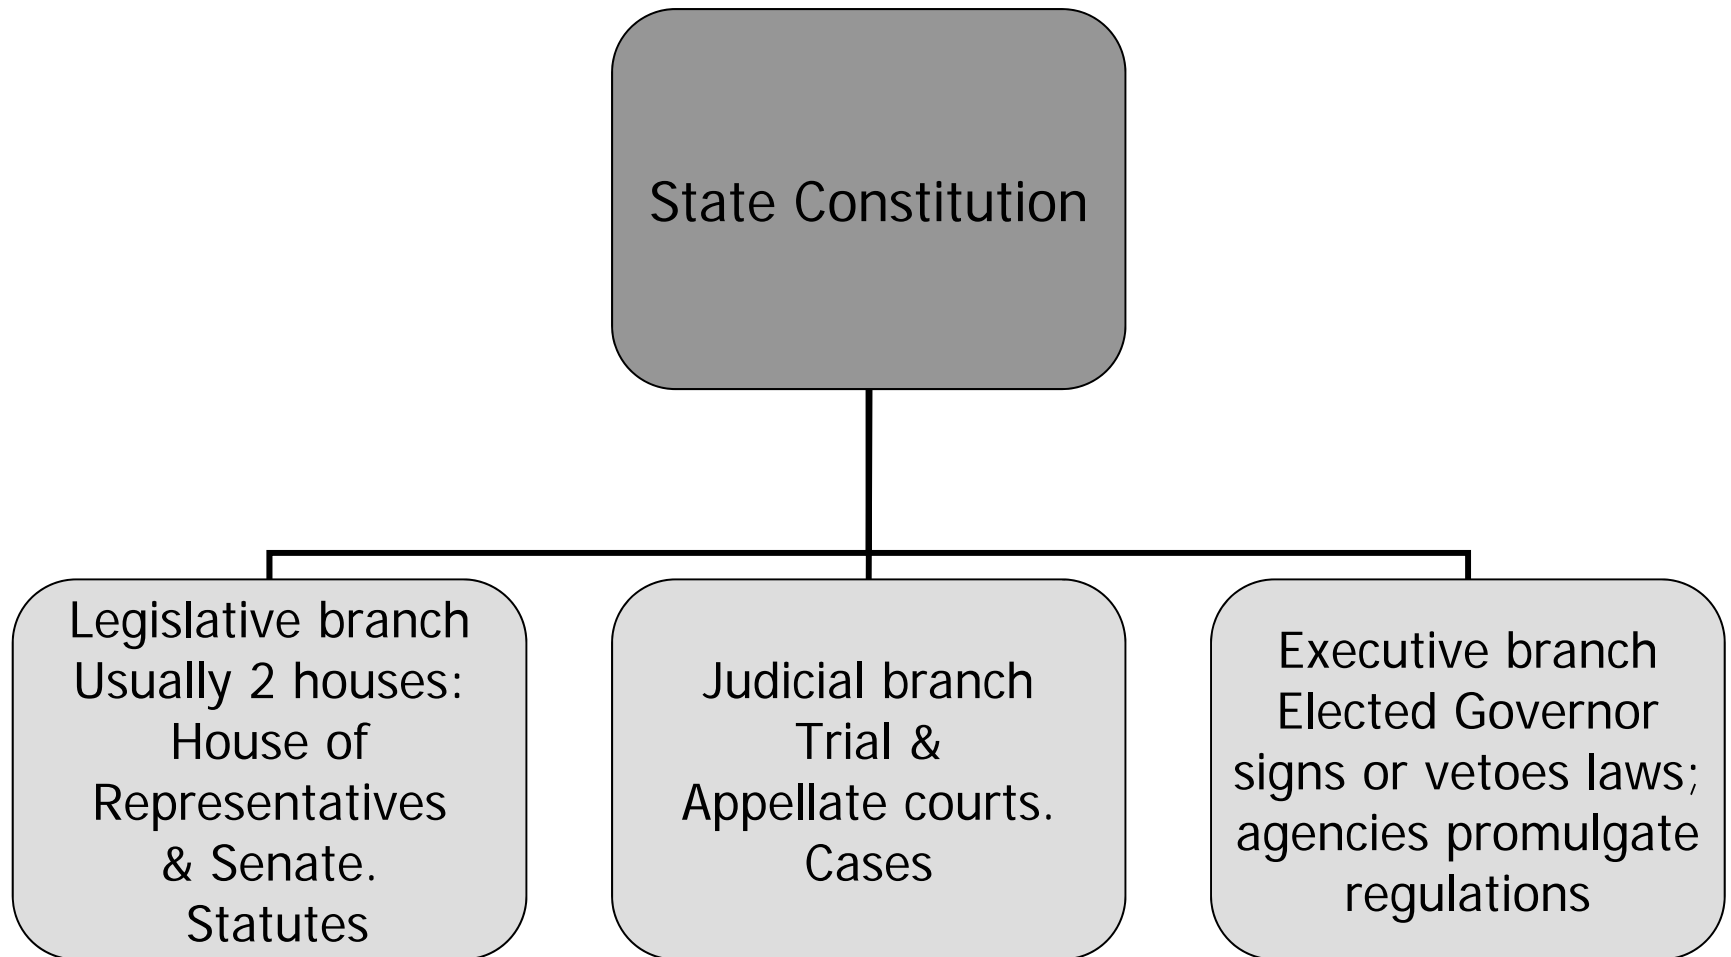 State Constitution
Legislative branch
Usually 2 houses:
House of
Representatives
& Senate.
Statutes
Judicial branch
Trial &
Appellate courts.
Cases
Executive branch
Elected Governor
signs or vetoes laws;
agencies promulgate
regulations